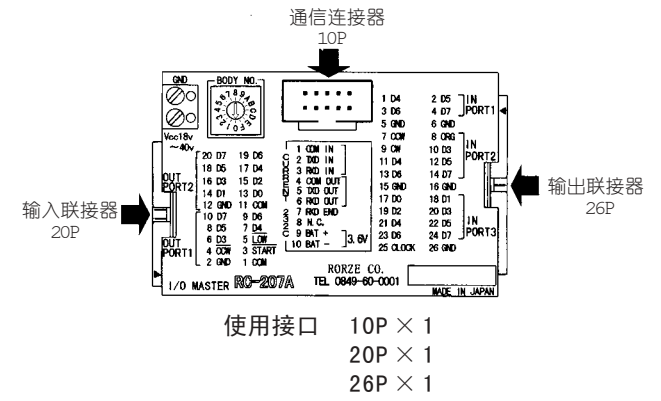 通信连接器
10P
GND
BODY NO.
Vcc18v
～40v
OUT
PORT2
20 D7 19 D6
18 D5 17 D4
16 D3 15 D2
14 D1 13 D0
12 GND 11 COM
10 D7 9 D6
8 D5 7 D4
6 D3 5 LOW
4 CCW 3 START
2 GND 1 COM
OUT
PORT1
CURRENT
1 COM IN
2 TXD IN
3 RXD IN
4 COM OUT
5 TXD OUT
6 RXD OUT
232C
7 RXD END
8 N.C.
9 BAT +
10 BAT -
3.6V
1 D4 2 D5
3 D6 4 D7
5 GND 6 GND
7 CCW 8 ORG
9 CW 10 D3
11 D4 12 D5
13 D6 14 D7
15 GND 16 GND
17 D0 18 D1
19 D2 20 D3
21 D4 22 D5
23 D6 24 D7
25 CLOCK 26 GND
IN
PORT1
IN
PORT2
IN
PORT3
输入联接器
20P
输出联接器
26P
I/O MASTER RC-207A
RORZE CO.
TEL 0849-60-0001
MADE IN JAPAN
使用接口 10P × 1
20P × 1
26P × 1